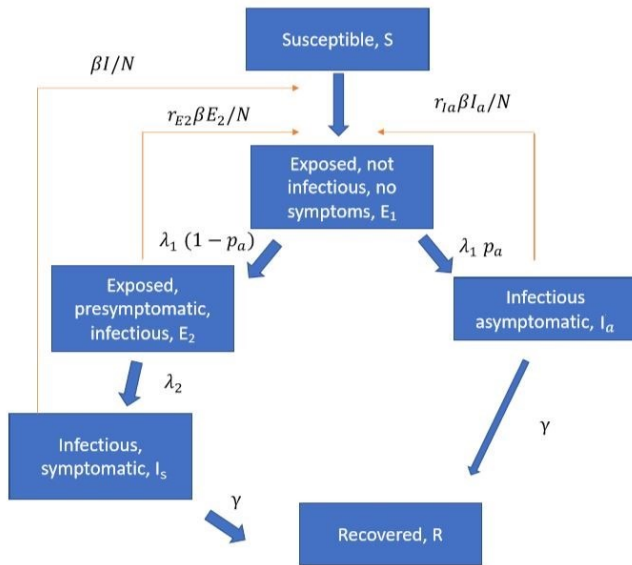 Susceptible, S
βI/N
r_{E2}βE_2/N
r_{Ia}βI_a/N
Exposed, not
infectious, no
symptoms, E_1
λ_1 (1 − p_a)
λ_1 p_a
Exposed,
presymptomatic,
infectious, E_2
Infectious
asymptomatic, I_a
λ_2
Infectious,
symptomatic, I_s
γ
γ
Recovered, R